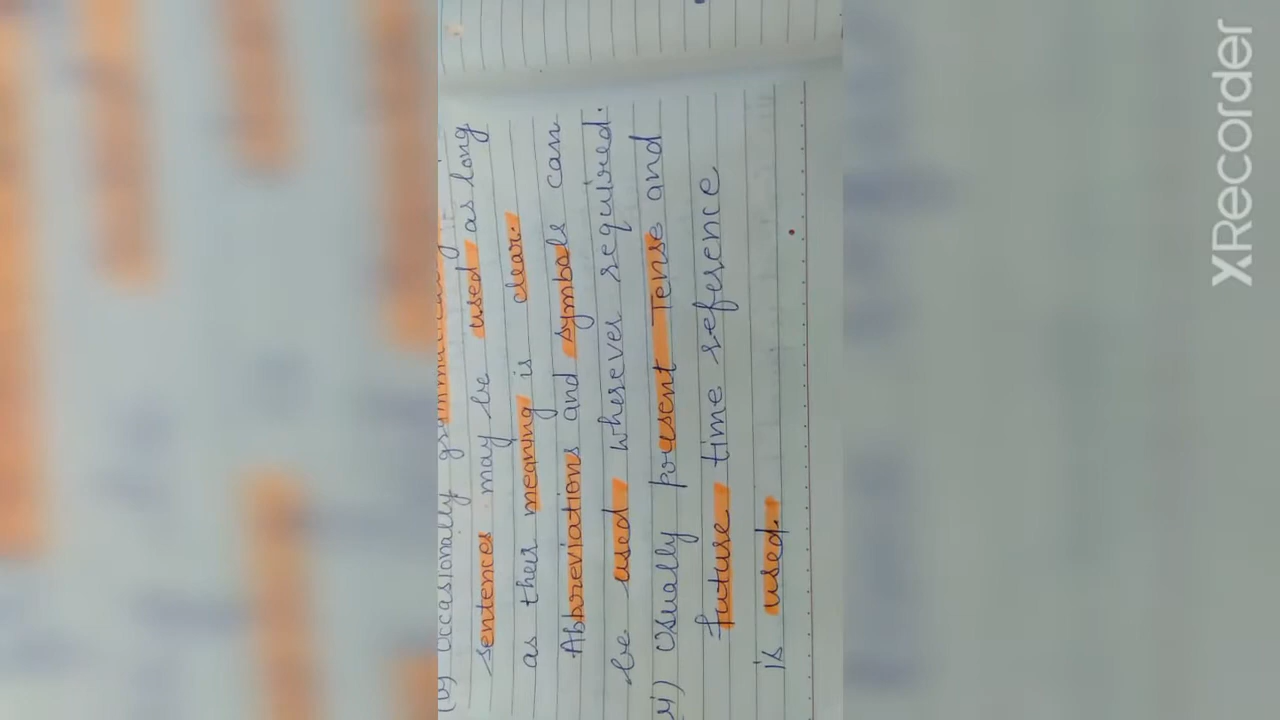 (v) Occasionally
sentences may be used as long
as their meaning is clear.
Abbreviations and symbols can
be used wherever required.
vi) Usually present Tense and
future time reference
is used.
XRecorder